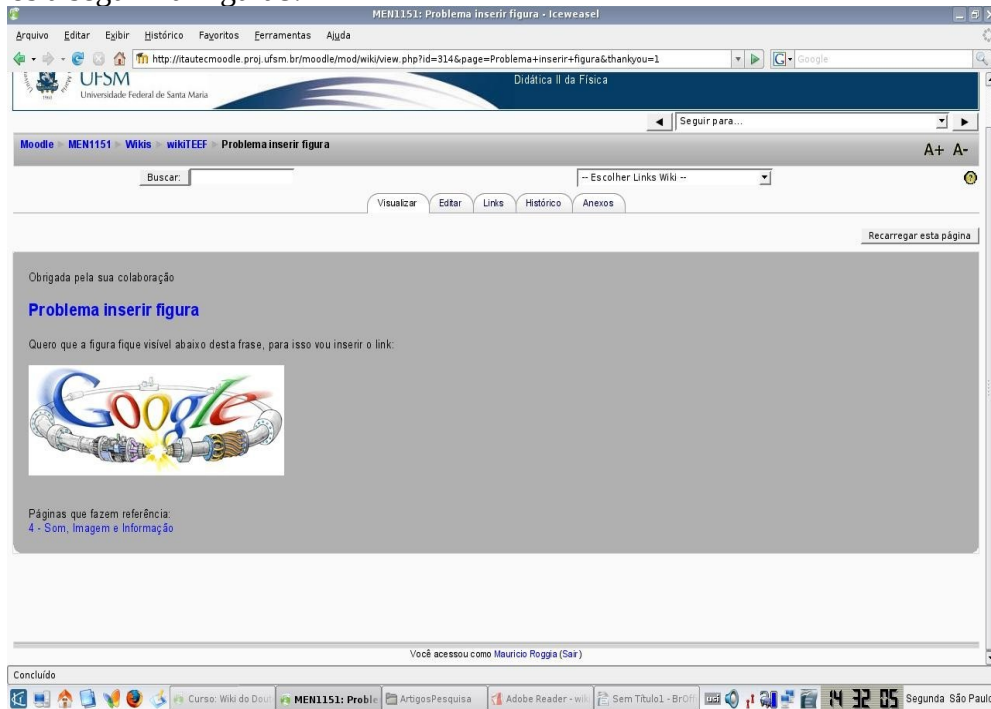 MEN1151: Problema inserir figura - Iceweasel
Arquivo Editar Exibir Histórico Favoritos Ferramentas Ajuda
http://tautecmoodle.proj.ufsm.br/moodle/mod/wiki/view.php?id=314&page=Problema+inserir+figura&thankyou=1
Google
UFSM
Universidade Federal de Santa Maria
1960
Didática II da Física
Seguir para...
Moodle ► MEN1151 ► Wikis ► wikiTEEF ► Problema inserir figura
A+ A-
Buscar:
-- Escolher Links Wiki --
Visualizar Editar Links Histórico Anexos
Recarregar esta página
Obrigada pela sua colaboração
Problema inserir figura
Quero que a figura fique visível abaixo desta frase, para isso vou inserir o link:
Google
Páginas que fazem referência:
4 - Som, Imagem e Informação
Você acessou como Mauricio Roggia (Sair)
Concluído
Curso: Wiki do Dou MEN1151: Proble ArtigosPesquisa Adobe Reader - wiki Sem Título1 - BrOffi 14 32 05 Segunda São Paulo